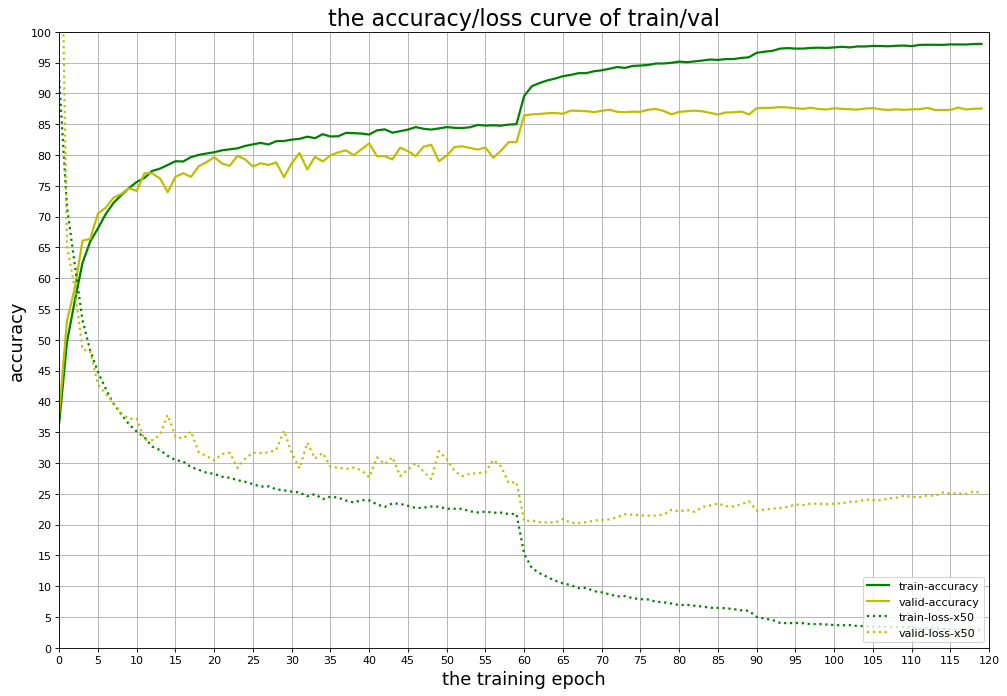 the accuracy/loss curve of train/val
100
95
90
85
80
75
70
65
60
55
50
45
40
35
30
25
20
15
10
5
0
accuracy
train-accuracy
valid-accuracy
train-loss-x50
valid-loss-x50
0 5 10 15 20 25 30 35 40 45 50 55 60 65 70 75 80 85 90 95 100 105 110 115 120
the training epoch